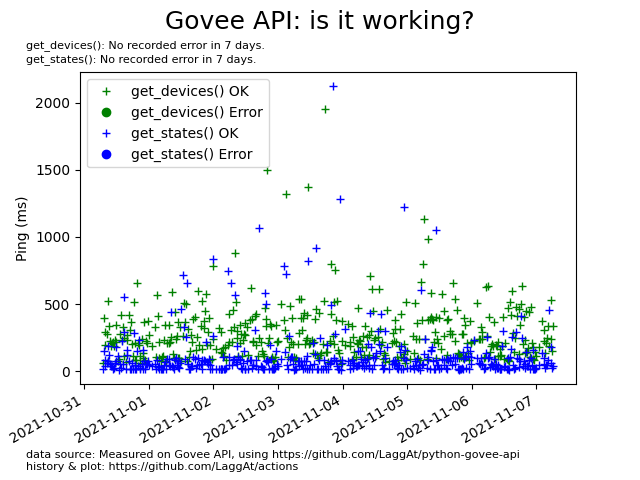 Govee API: is it working?
get_devices(): No recorded error in 7 days.
get_states(): No recorded error in 7 days.
get_devices() OK
get_devices() Error
get_states() OK
get_states() Error
Ping (ms)
2000
1500
1000
500
0
2021-10-31
2021-11-01
2021-11-02
2021-11-03
2021-11-04
2021-11-05
2021-11-06
2021-11-07
data source: Measured on Govee API, using https://github.com/LaggAt/python-govee-api
history & plot: https://github.com/LaggAt/actions